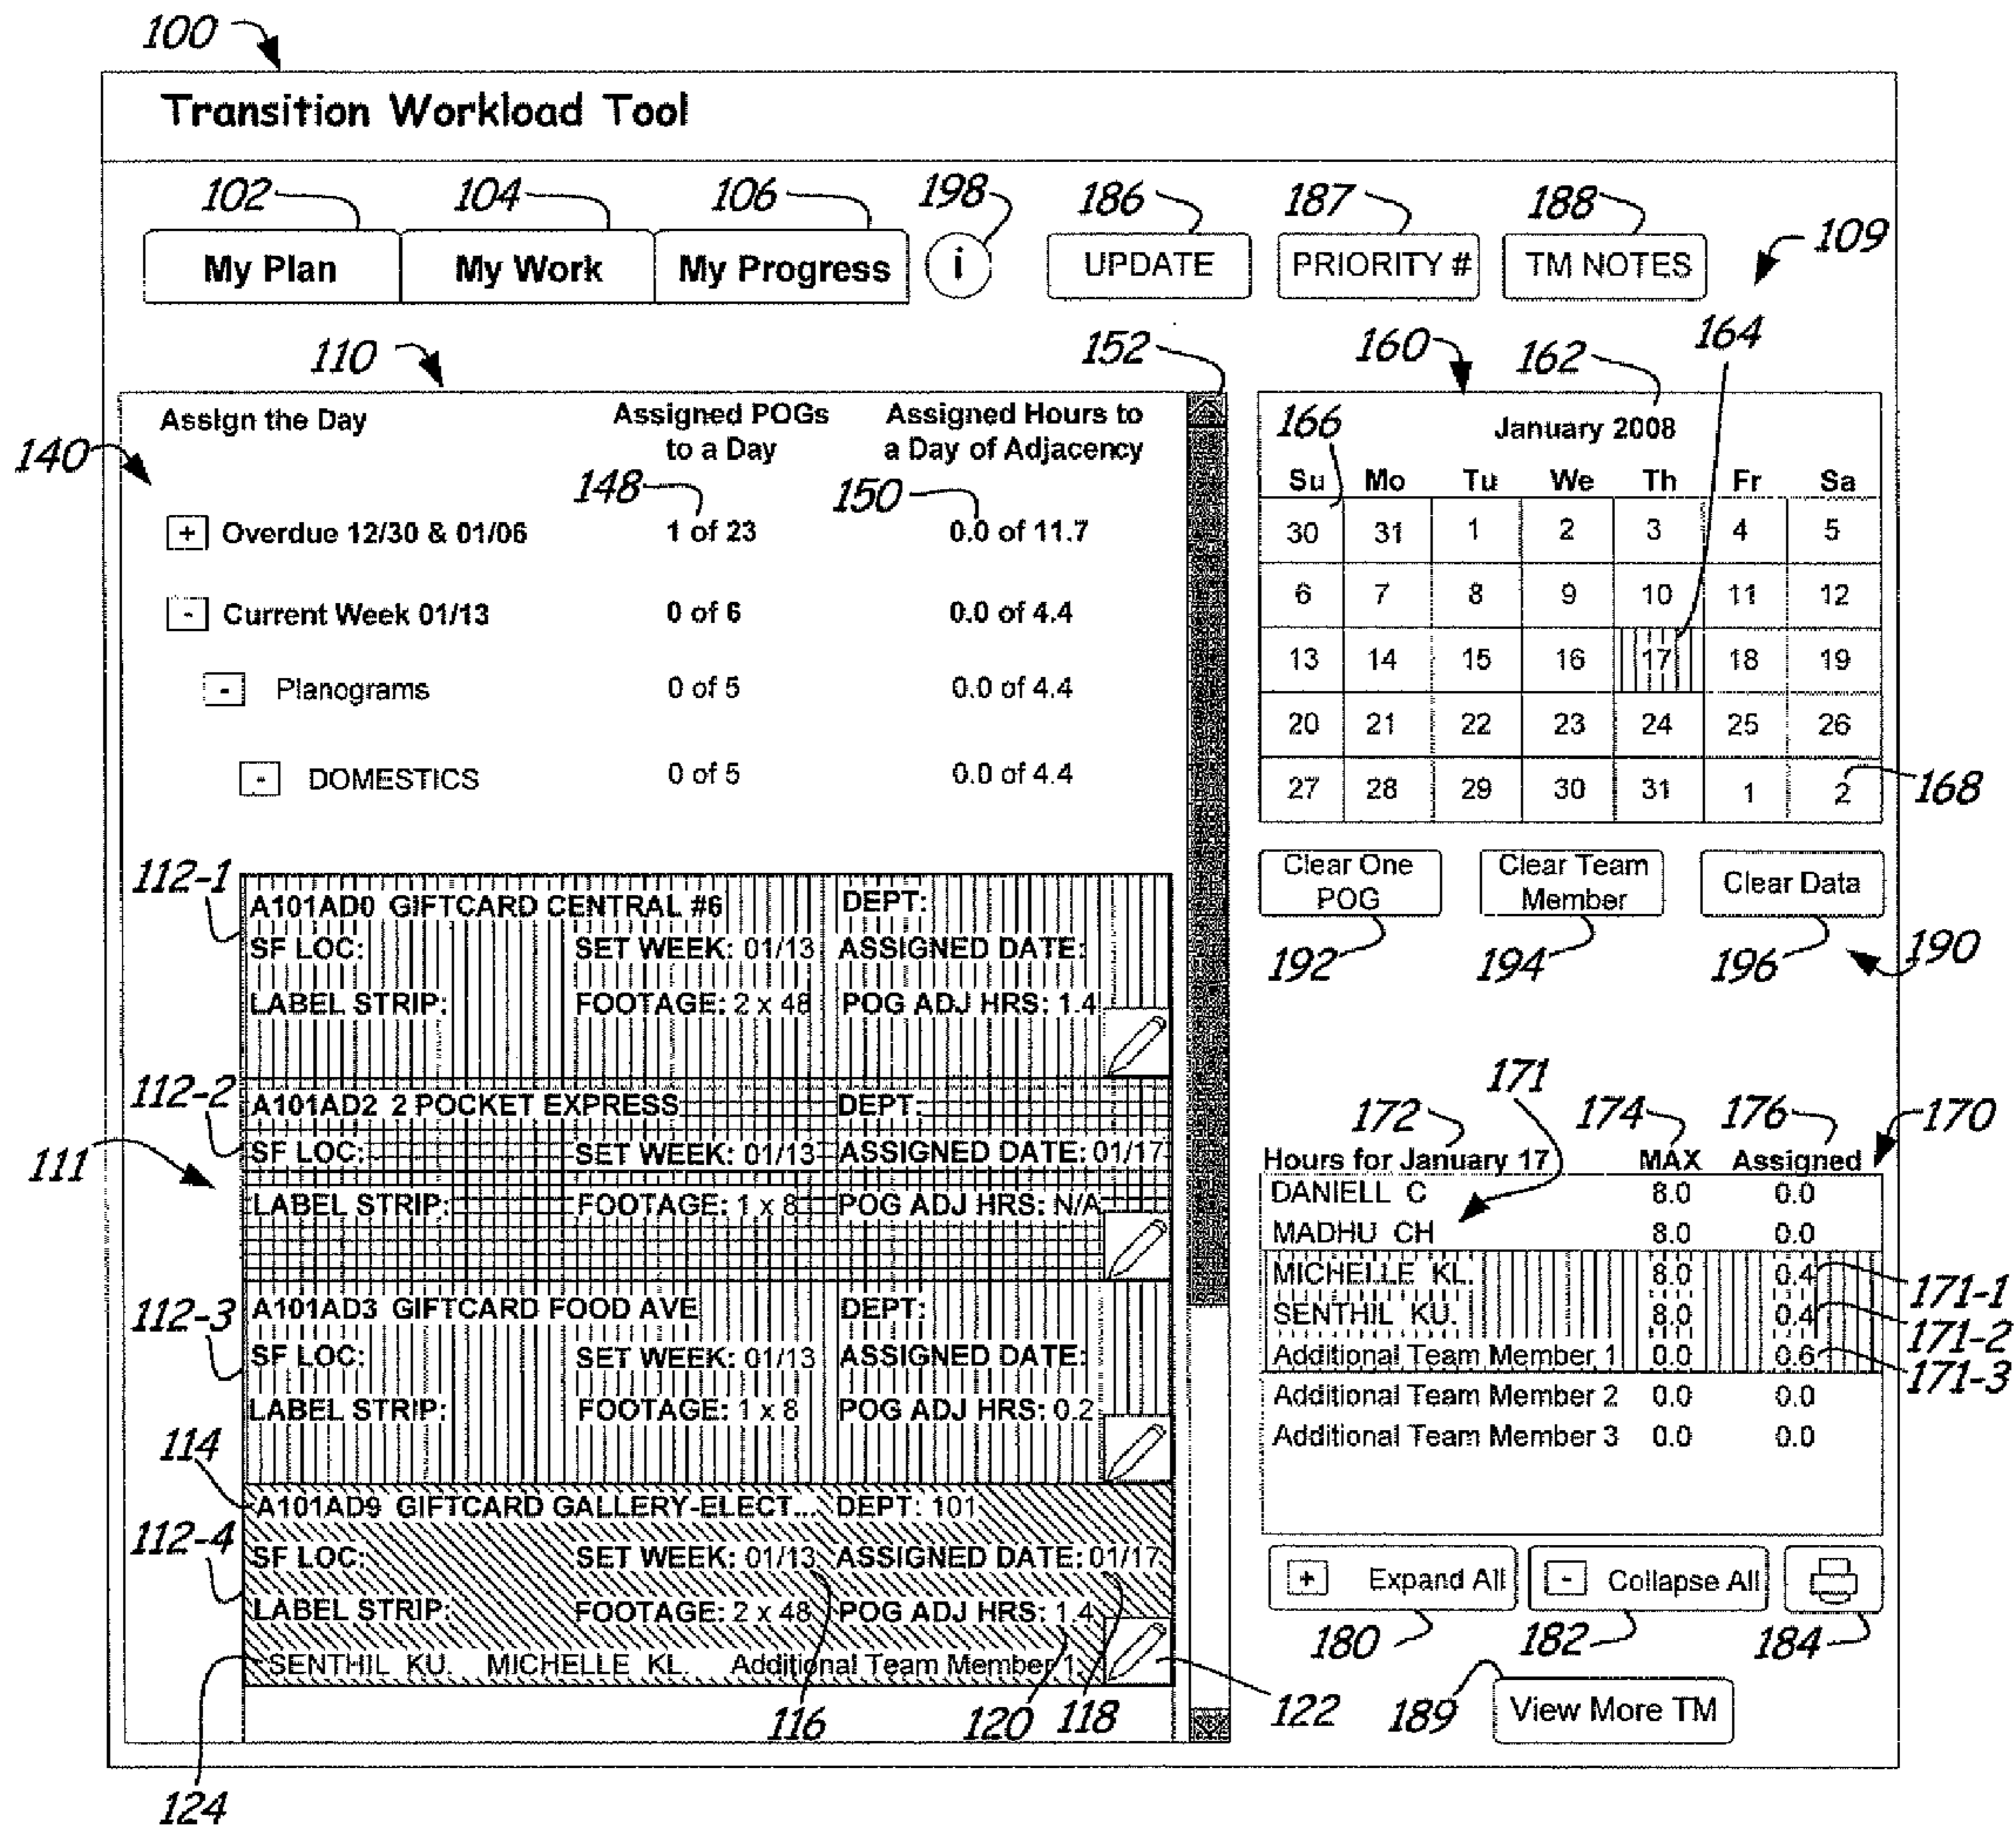 100
Transition Workload Tool
102 104 106 198 186 187 188 109
My Plan My Work My Progress i UPDATE PRIORITY # TM NOTES
110 152 160 162 164
Assign the Day Assigned POGs to a Day Assigned Hours to a Day of Adjacency
140 148 150
+ Overdue 12/30 & 01/06 1 of 23 0.0 of 11.7
- Current Week 01/13 0 of 6 0.0 of 4.4
- Planograms 0 of 5 0.0 of 4.4
- DOMESTICS 0 of 5 0.0 of 4.4
166 January 2008
Su Mo Tu We Th Fr Sa
30 31 1 2 3 4 5
6 7 8 9 10 11 12
13 14 15 16 17 18 19
20 21 22 23 24 25 26
27 28 29 30 31 1 2 168
Clear One POG Clear Team Member Clear Data
192 194 196 190
112-1
A101AD0 GIFTCARD CENTRAL #6 DEPT:
SF LOC: SET WEEK: 01/13 ASSIGNED DATE:
LABEL STRIP: FOOTAGE: 2 x 48 POG ADJ HRS: 1.4
112-2
A101AD2 2 POCKET EXPRESS DEPT:
111 SF LOC: SET WEEK: 01/13 ASSIGNED DATE: 01/17
LABEL STRIP: FOOTAGE: 1 x 8 POG ADJ HRS: N/A
112-3
A101AD3 GIFTCARD FOOD AVE DEPT:
SF LOC: SET WEEK: 01/13 ASSIGNED DATE:
LABEL STRIP: FOOTAGE: 1 x 8 POG ADJ HRS: 0.2
114
A101AD9 GIFTCARD GALLERY-ELECT... DEPT: 101
112-4
SF LOC: SET WEEK: 01/13 ASSIGNED DATE: 01/17
LABEL STRIP: FOOTAGE: 2 x 48 POG ADJ HRS: 1.4
SENTHIL KU. MICHELLE KL. Additional Team Member 1
124 116 120 118 122
171
172 174 176 170
Hours for January 17 MAX Assigned
DANIELL C 8.0 0.0
MADHU CH 8.0 0.0
MICHELLE KL. 8.0 0.4 171-1
SENTHIL KU. 8.0 0.4 171-2
Additional Team Member 1 0.0 0.6 171-3
Additional Team Member 2 0.0 0.0
Additional Team Member 3 0.0 0.0
+ Expand All - Collapse All
180 182 184
189 View More TM